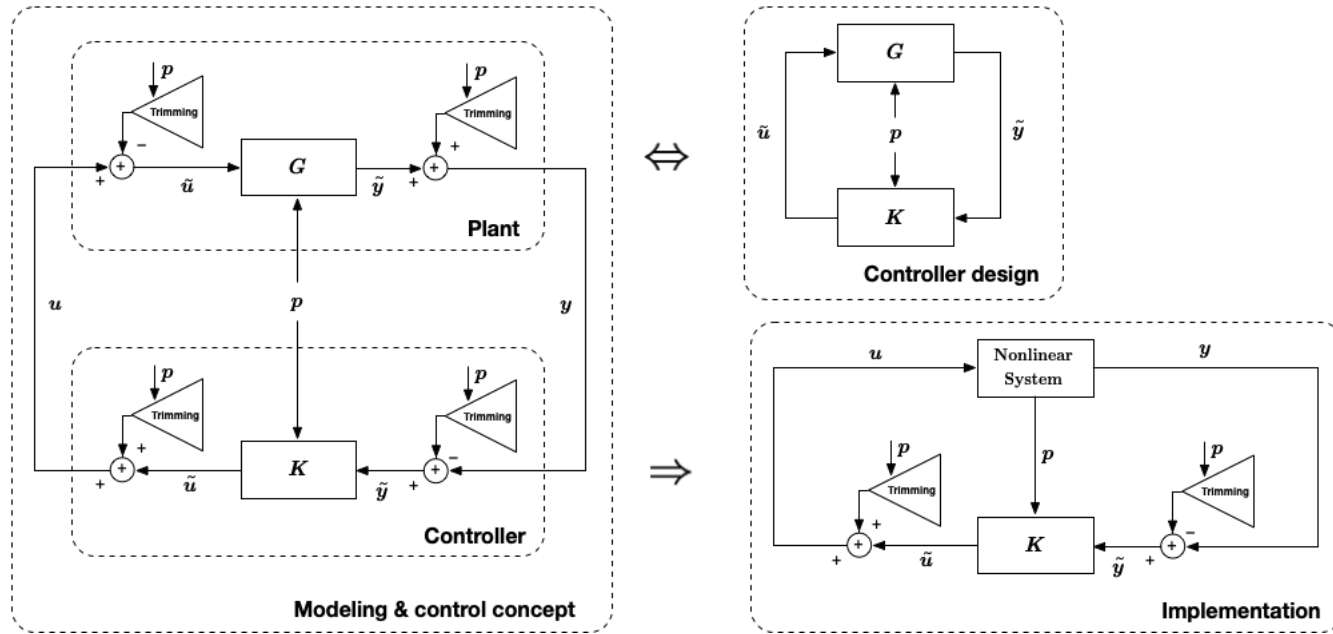 p
p
Trimming
Trimming
−
+
+
G
+
+
ũ
ỹ
+
+
Plant
u
p
y
p
p
Trimming
Trimming
+
−
+
K
+
+
ũ
ỹ
+
Controller
Modeling & control concept
⇔
G
ũ
p
ỹ
K
Controller design
⇒
u
Nonlinear
System
y
p
p
p
Trimming
Trimming
+
−
+
K
+
+
ũ
ỹ
+
Implementation